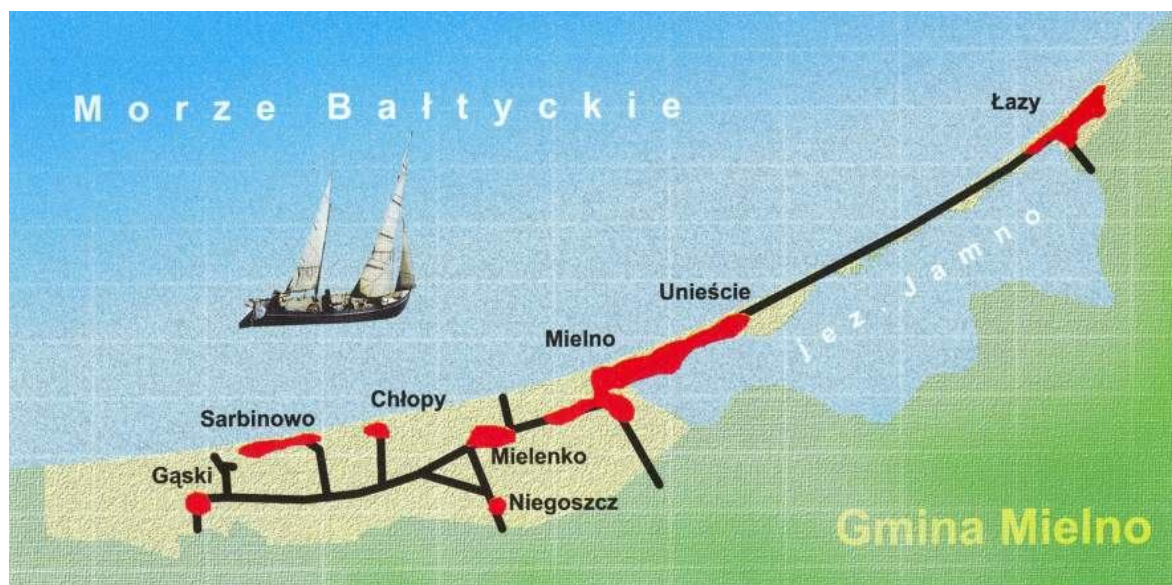 Morze Bałtyckie
Łazy
jez. Jamno
Unieście
Mielno
Chłopy
Sarbinowo
Mielenko
Gąski
Niegoszcz
Gmina Mielno